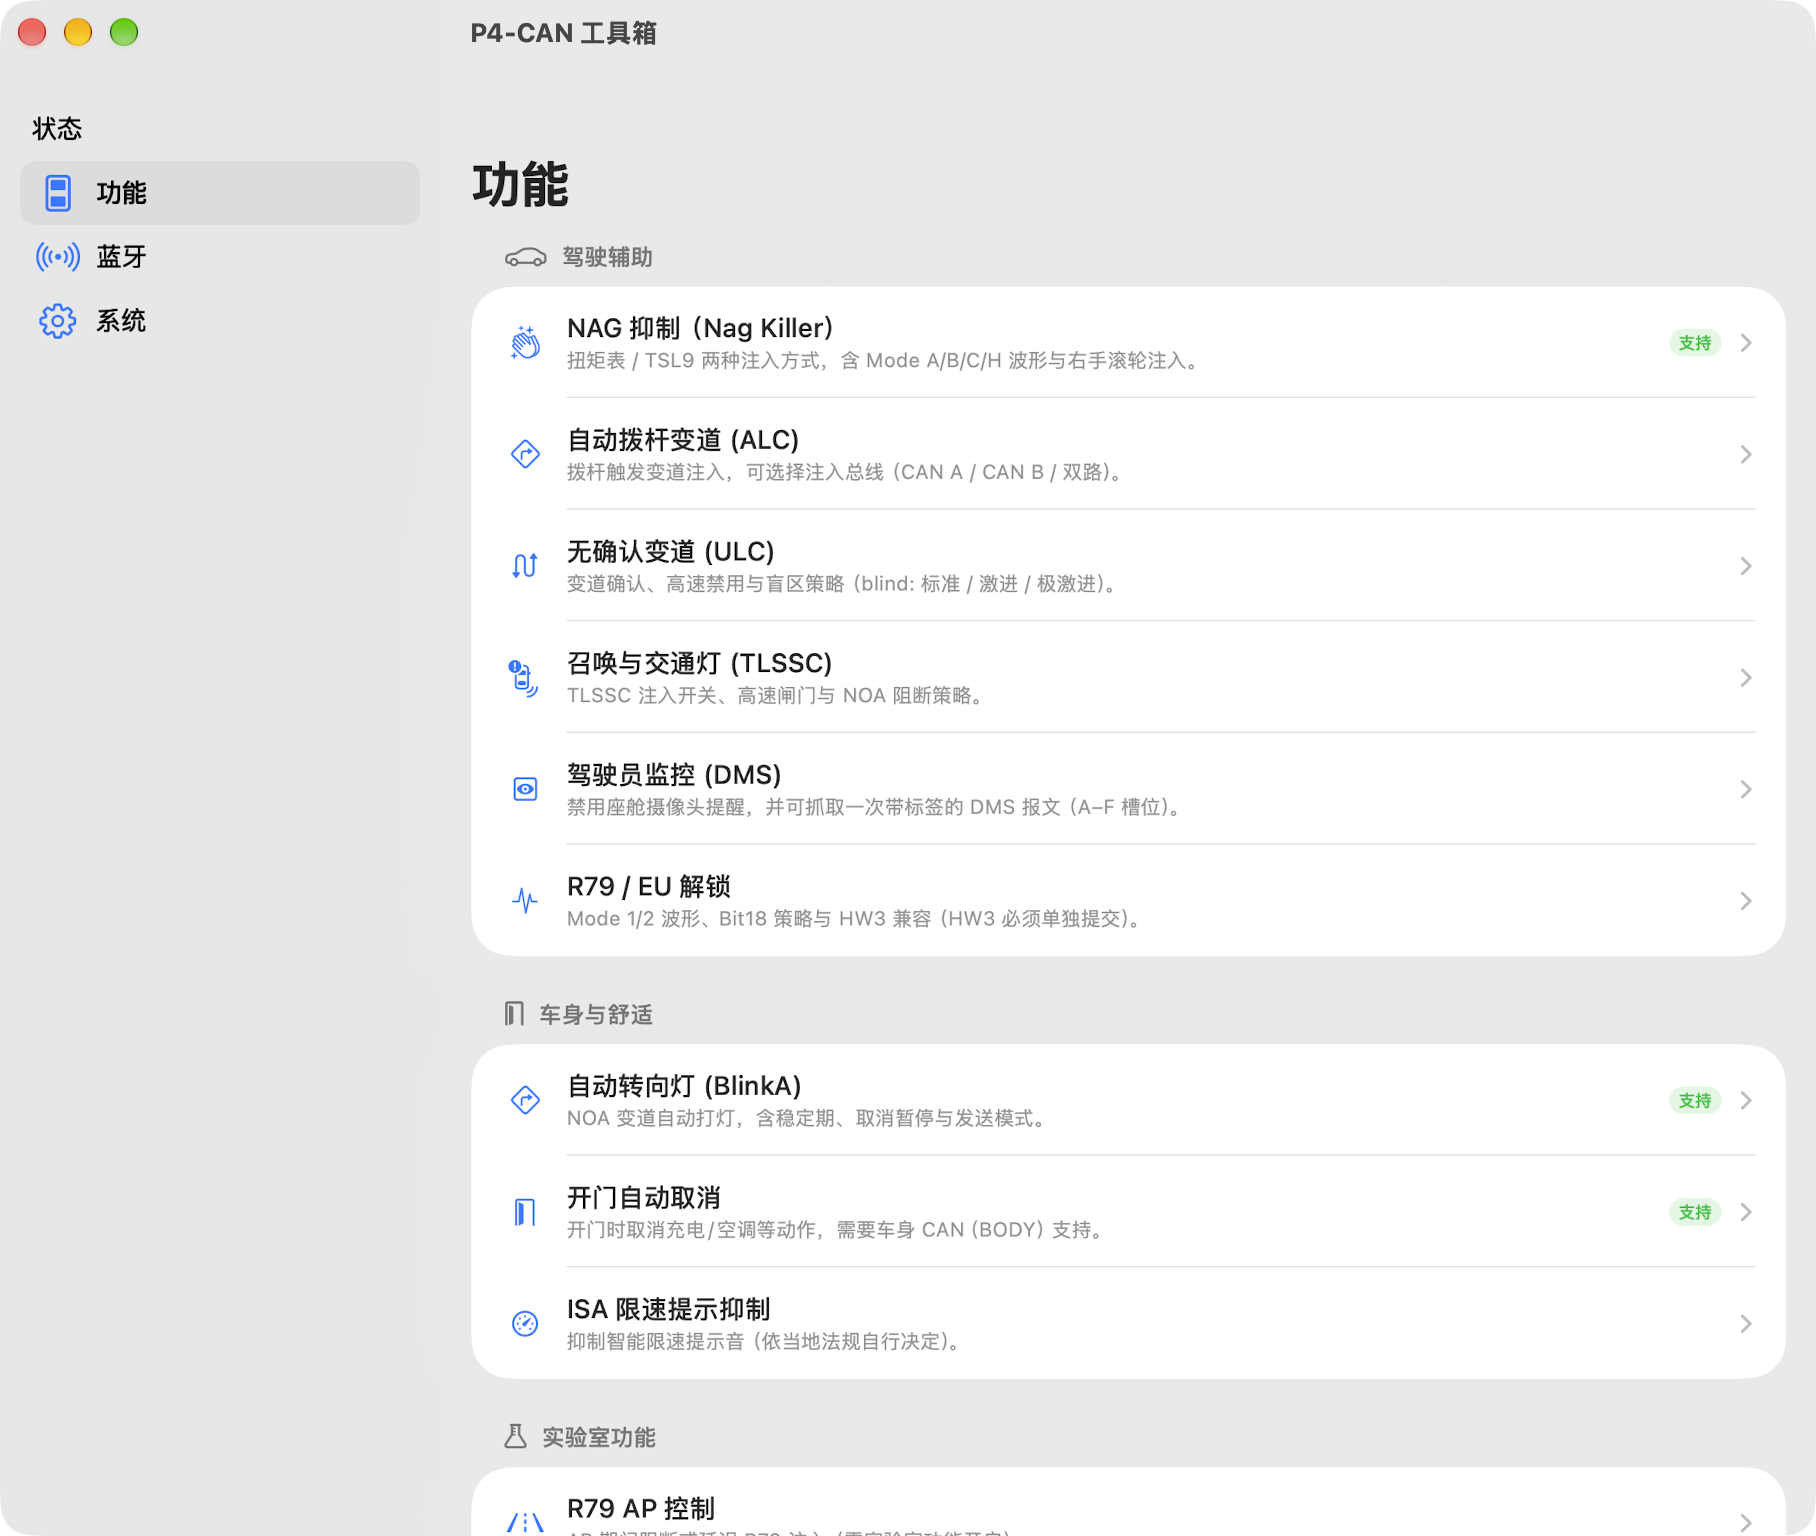 P4-CAN 工具箱
状态
功能
蓝牙
系统
功能
驾驶辅助
NAG 抑制（Nag Killer）
扭矩表 / TSL9 两种注入方式，含 Mode A/B/C/H 波形与右手滚轮注入。
支持
自动拨杆变道 (ALC)
拨杆触发变道注入，可选择注入总线（CAN A / CAN B / 双路）。
无确认变道 (ULC)
变道确认、高速禁用与盲区策略（blind: 标准 / 激进 / 极激进）。
召唤与交通灯 (TLSSC)
TLSSC 注入开关、高速闸门与 NOA 阻断策略。
驾驶员监控 (DMS)
禁用座舱摄像头提醒，并可抓取一次带标签的 DMS 报文（A–F 槽位）。
R79 / EU 解锁
Mode 1/2 波形、Bit18 策略与 HW3 兼容（HW3 必须单独提交）。
车身与舒适
自动转向灯 (BlinkA)
NOA 变道自动打灯，含稳定期、取消暂停与发送模式。
支持
开门自动取消
开门时取消充电/空调等动作，需要车身 CAN（BODY）支持。
支持
ISA 限速提示抑制
抑制智能限速提示音（依当地法规自行决定）。
实验室功能
R79 AP 控制